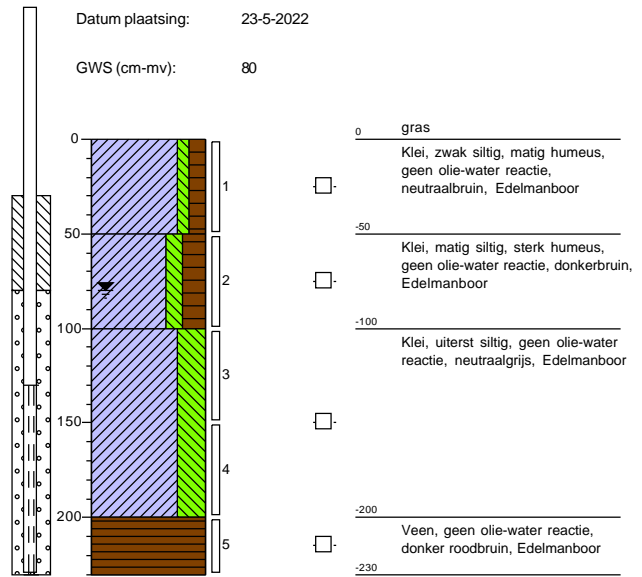 Datum plaatsing: 23-5-2022
GWS (cm-mv): 80
0
50
100
150
200
1
2
3
4
5
0 gras
Klei, zwak siltig, matig humeus,
geen olie-water reactie,
neutraalbruin, Edelmanboor
-50
Klei, matig siltig, sterk humeus,
geen olie-water reactie, donkerbruin,
Edelmanboor
-100
Klei, uiterst siltig, geen olie-water
reactie, neutraalgrijs, Edelmanboor
-200
Veen, geen olie-water reactie,
donker roodbruin, Edelmanboor
-230